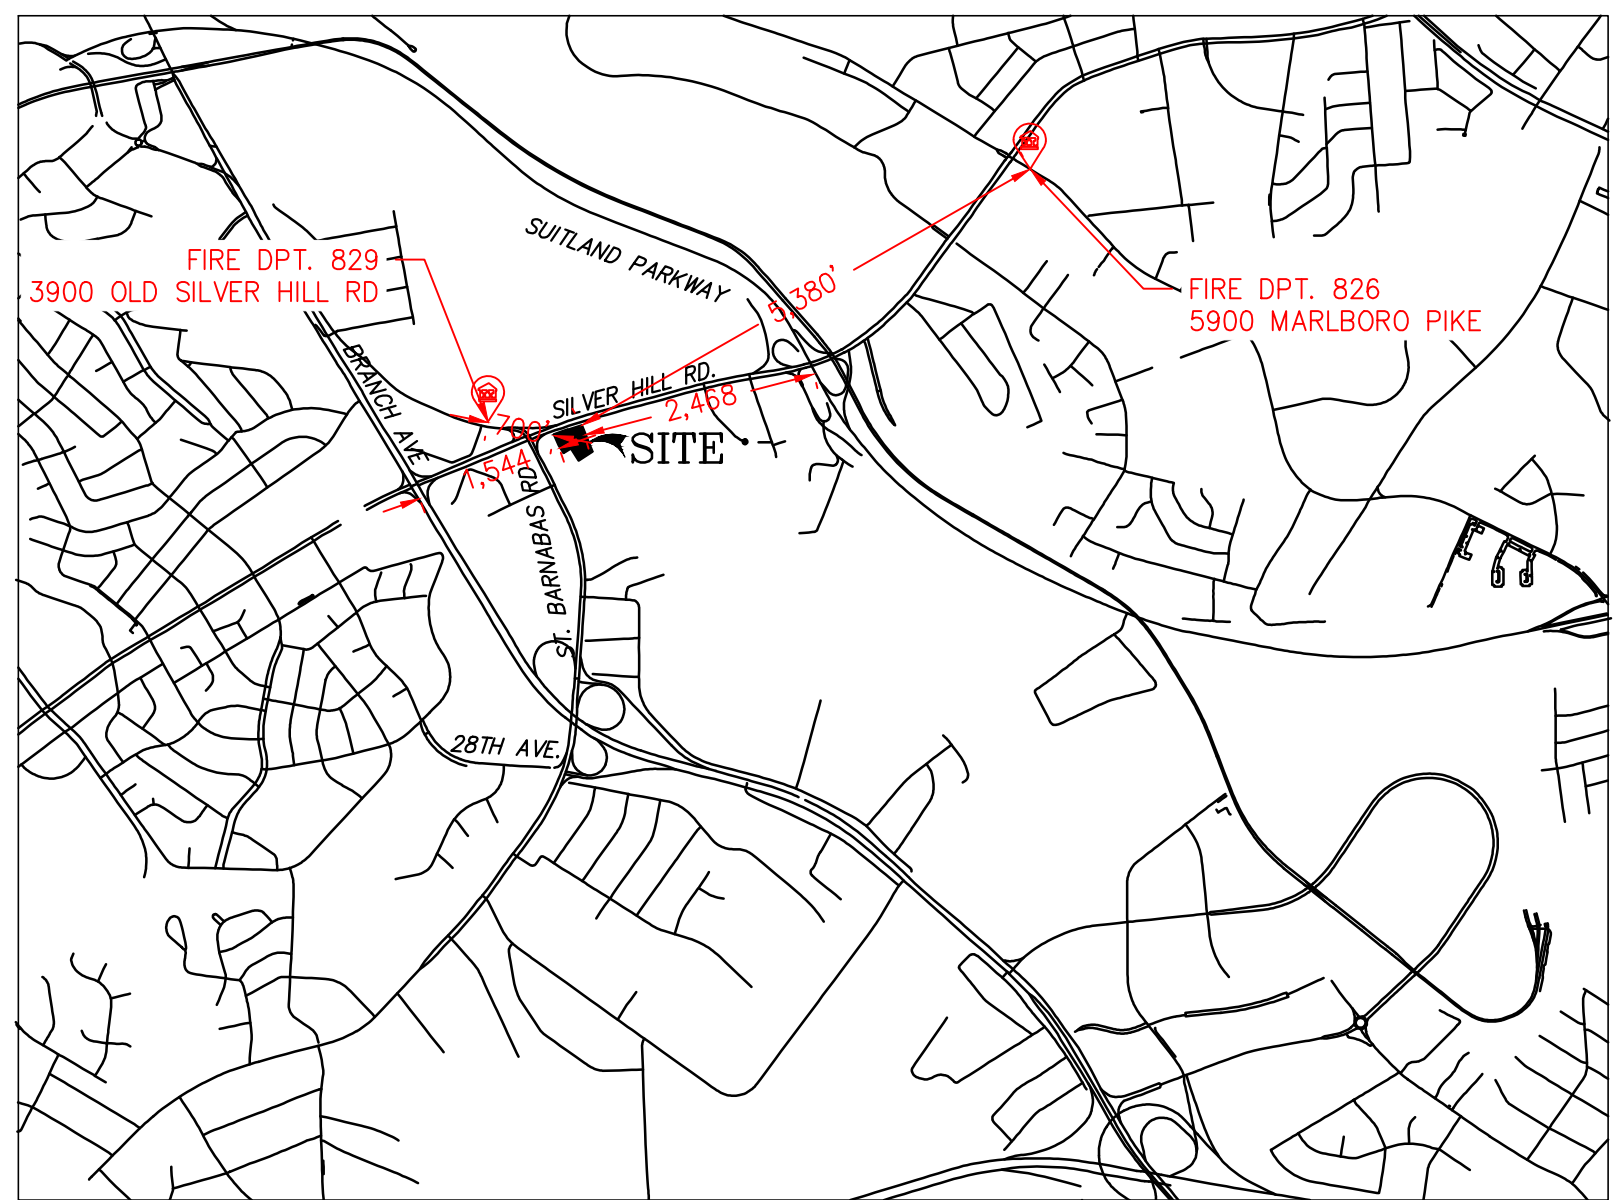 SUITLAND PARKWAY
FIRE DPT. 829
3900 OLD SILVER HILL RD
FIRE DPT. 826
5900 MARLBORO PIKE
5,380'
BRANCH AVE
SILVER HILL RD.
2,468
700'
SITE
1,544 '
ST. BARNABAS RD
28TH AVE.